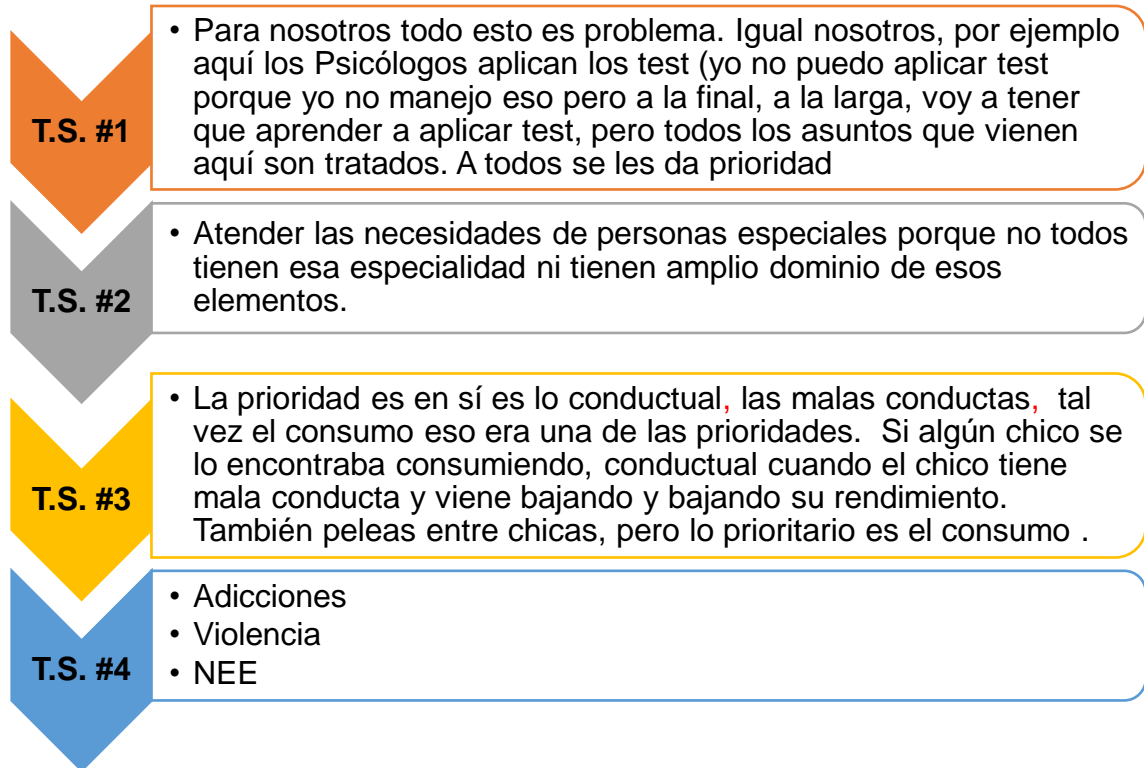 T.S. #1
• Para nosotros todo esto es problema. Igual nosotros, por ejemplo
aquí los Psicólogos aplican los test (yo no puedo aplicar test
porque yo no manejo eso pero a la final, a la larga, voy a tener
que aprender a aplicar test, pero todos los asuntos que vienen
aquí son tratados. A todos se les da prioridad
T.S. #2
• Atender las necesidades de personas especiales porque no todos
tienen esa especialidad ni tienen amplio dominio de esos
elementos.
T.S. #3
• La prioridad es en sí es lo conductual, las malas conductas, tal
vez el consumo eso era una de las prioridades. Si algún chico se
lo encontraba consumiendo, conductual cuando el chico tiene
mala conducta y viene bajando y bajando su rendimiento.
También peleas entre chicas, pero lo prioritario es el consumo .
T.S. #4
• Adicciones
• Violencia
• NEE